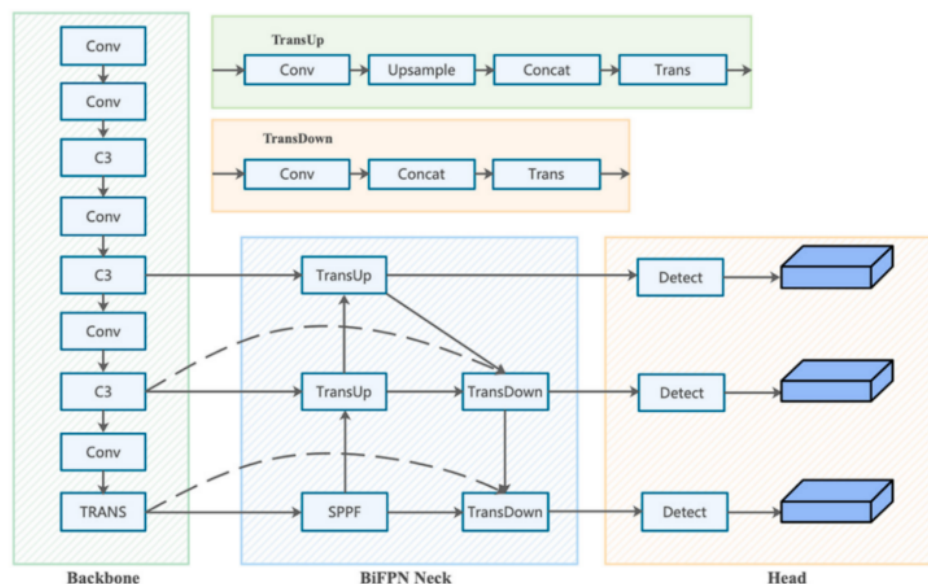 Conv
Conv
C3
Conv
C3
Conv
C3
Conv
TRANS
Backbone
TransUp
Conv Upsample Concat Trans
TransDown
Conv Concat Trans
TransUp
TransUp TransDown
SPPF TransDown
BiFPN Neck
Detect
Detect
Detect
Head